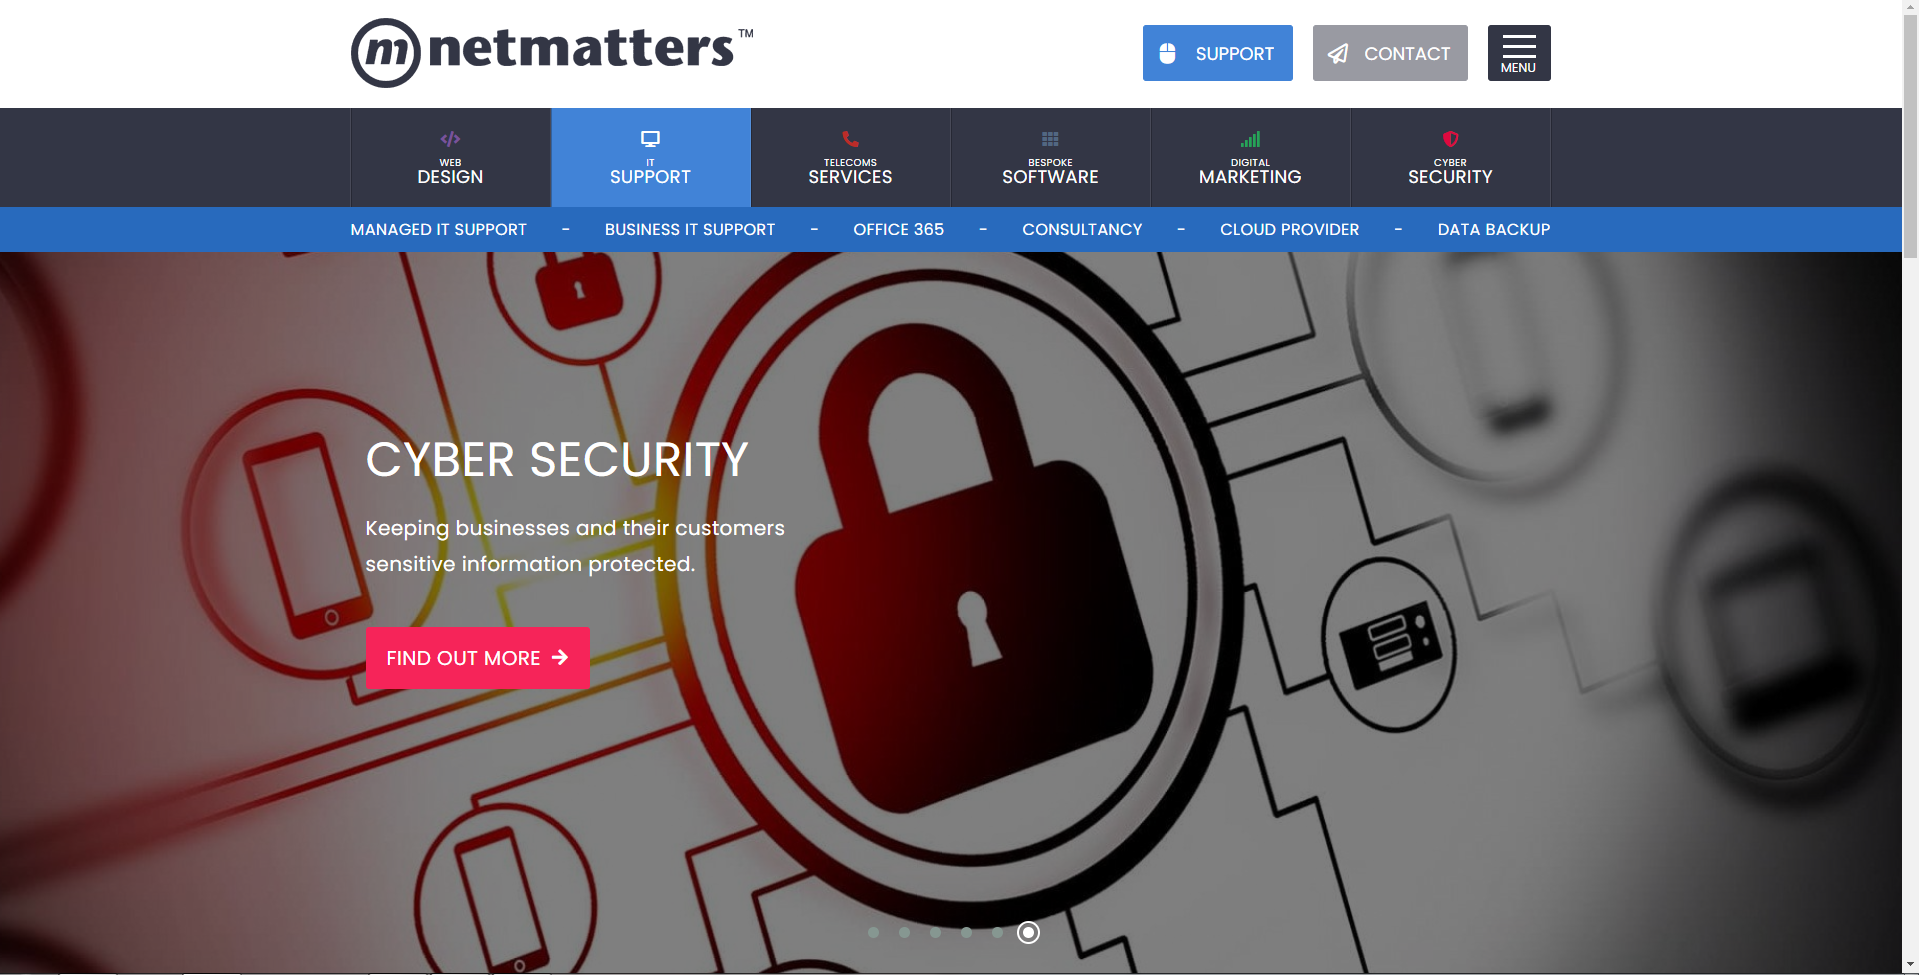 m netmatters™
SUPPORT
CONTACT
MENU
WEB
DESIGN
IT
SUPPORT
TELECOMS
SERVICES
BESPOKE
SOFTWARE
DIGITAL
MARKETING
CYBER
SECURITY
MANAGED IT SUPPORT - BUSINESS IT SUPPORT - OFFICE 365 - CONSULTANCY - CLOUD PROVIDER - DATA BACKUP
CYBER SECURITY
Keeping businesses and their customers
sensitive information protected.
FIND OUT MORE